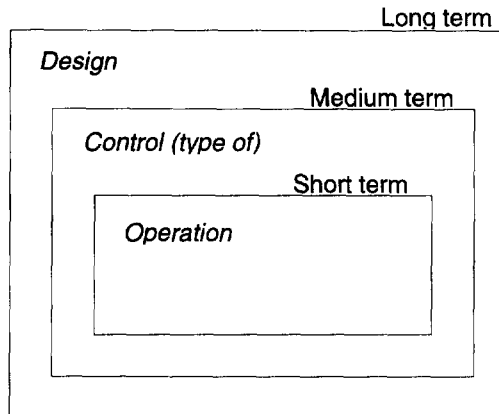 Long term
Design
Medium term
Control (type of)
Short term
Operation